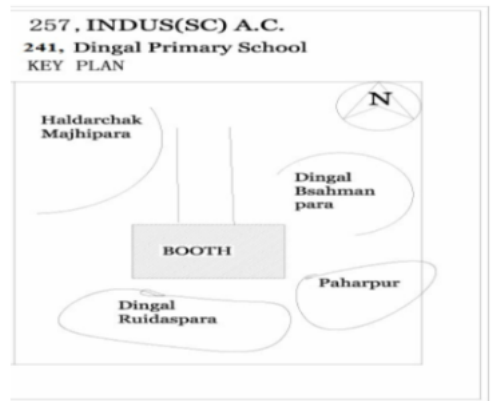 257, INDUS(SC) A.C.
241, Dingal Primary School
KEY PLAN
N
Haldarchak
Majhipara
Dingal
Bsahman
para
BOOTH
Paharpur
Dingal
Ruidaspara